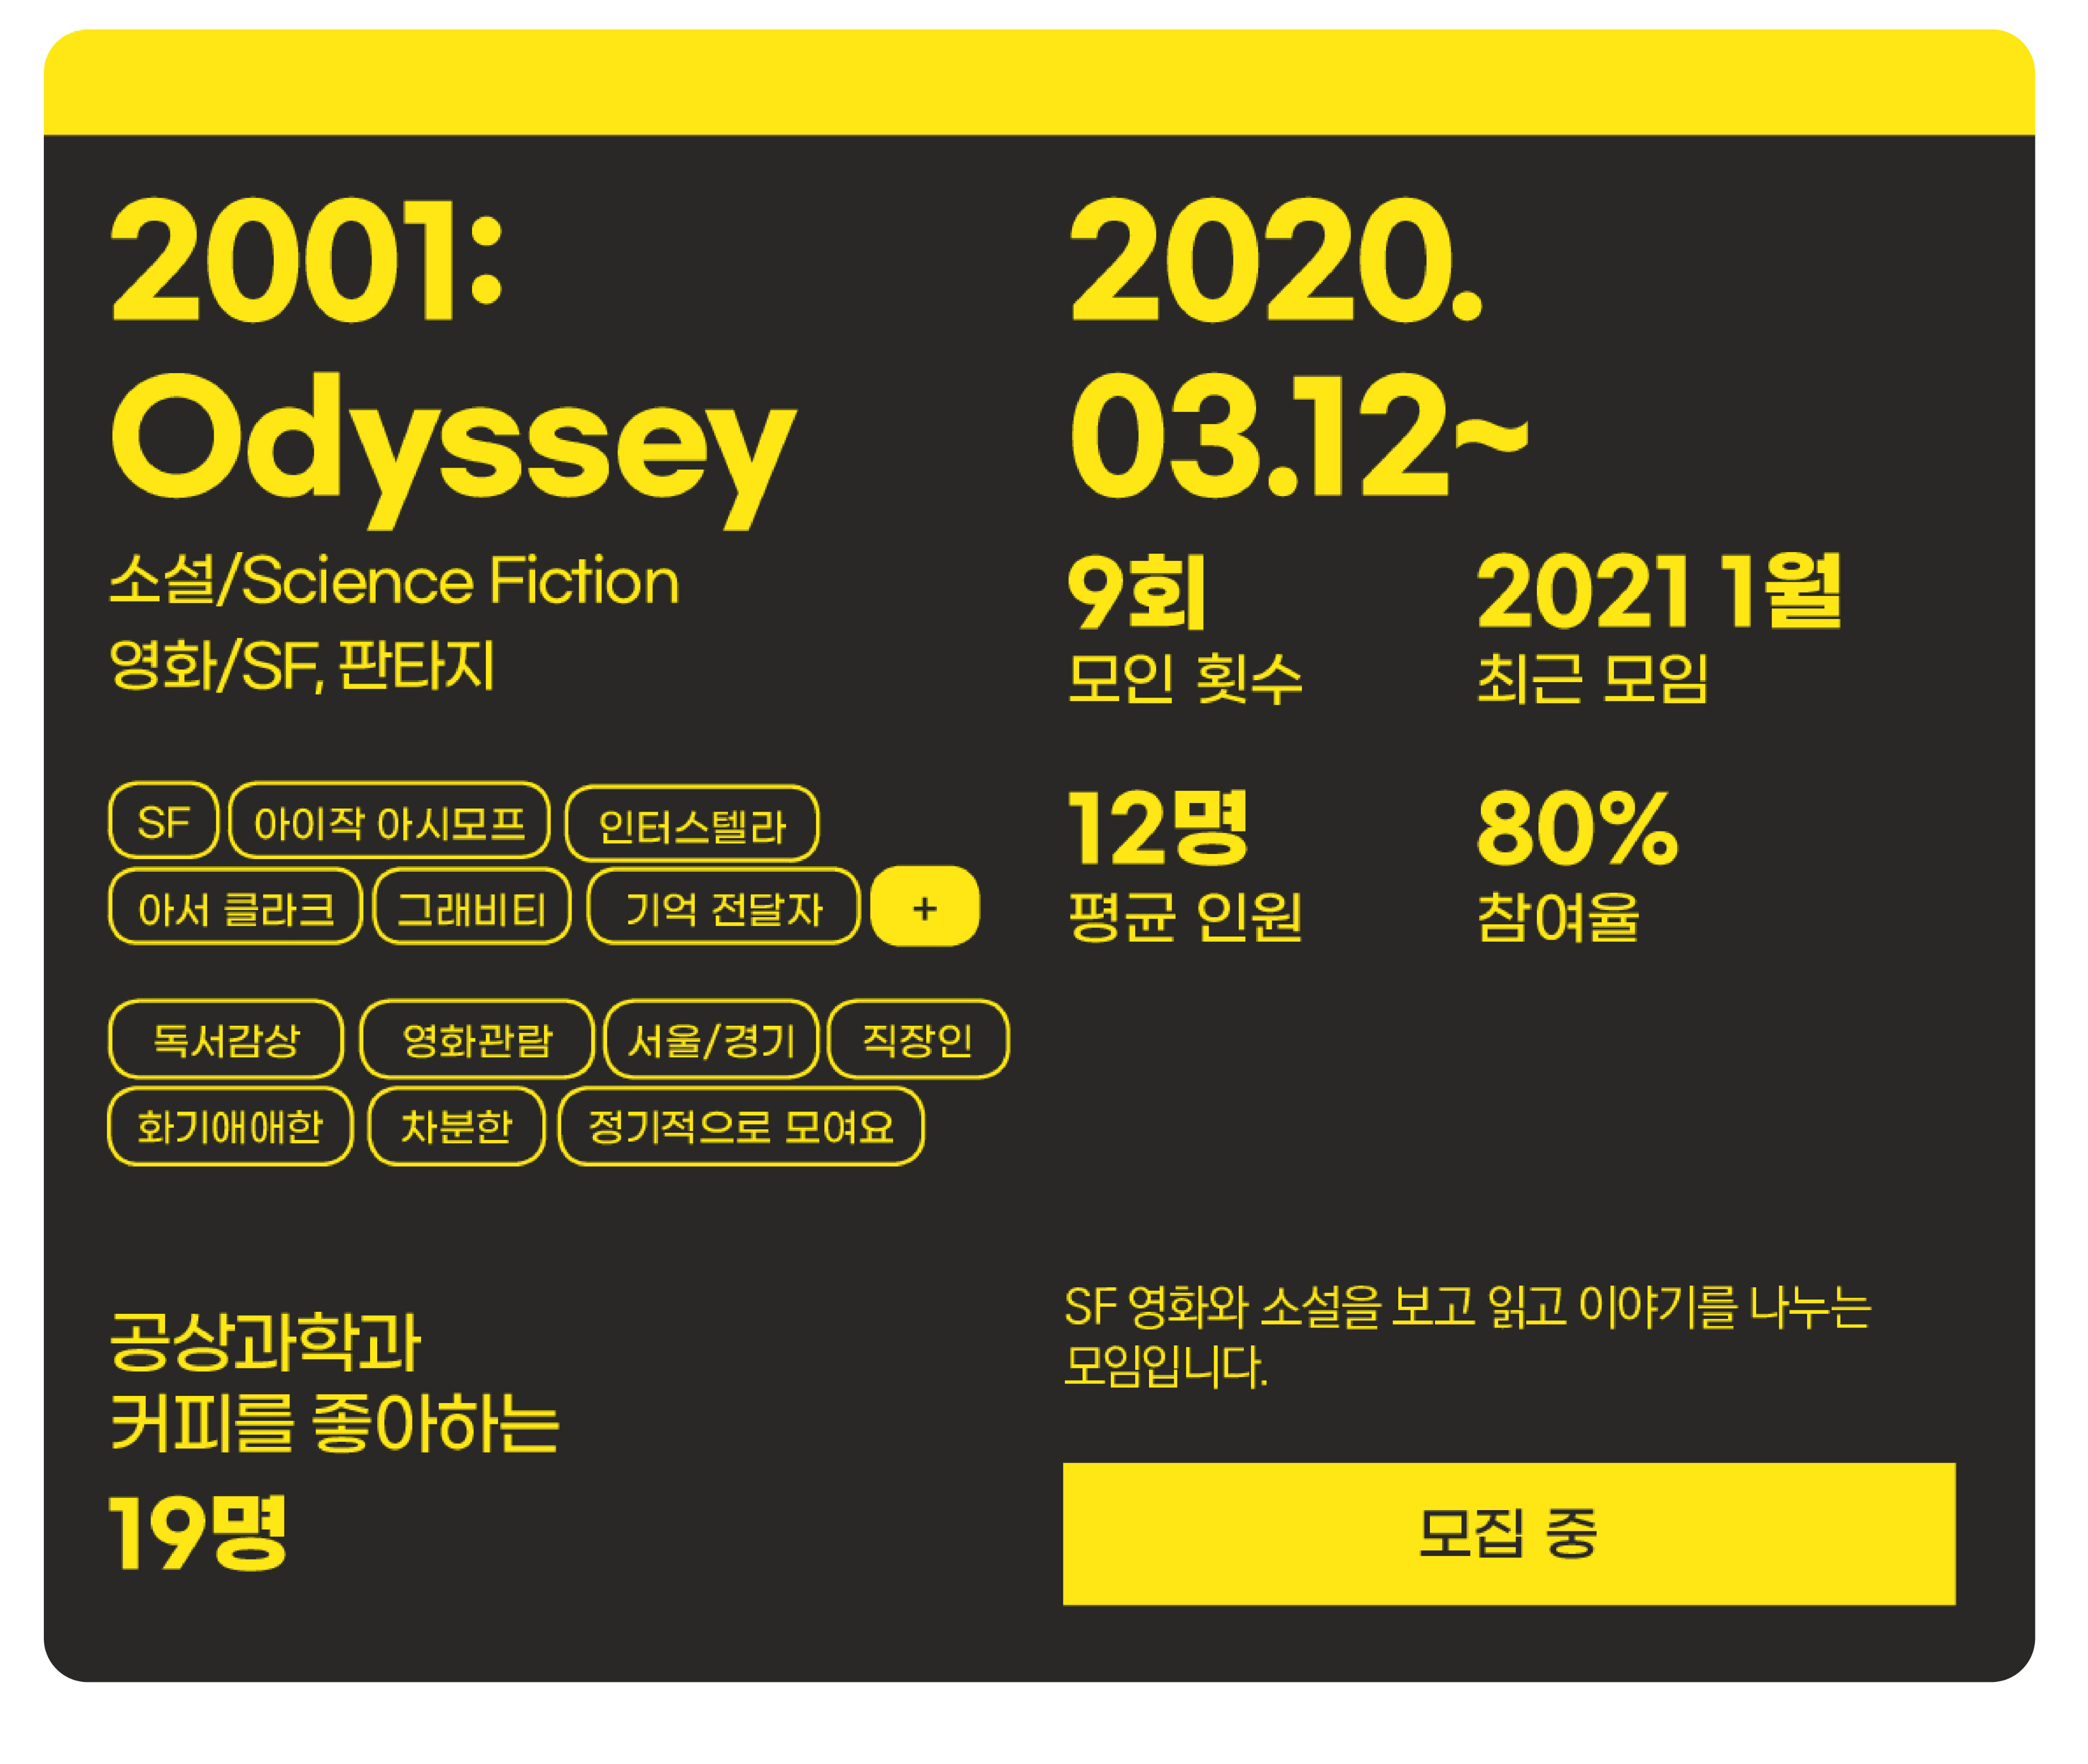 2001:
Odyssey
소설/Science Fiction
영화/SF, 판타지
SF 아이작 아시모프 인터스텔라
아서 클라크 그래비티 기억 전달자 +
독서감상 영화관람 서울/경기 직장인
화기애애한 차분한 정기적으로 모여요
공상과학과
커피를 좋아하는
19명
2020.
03.12~
9회 2021 1월
모인 횟수 최근 모임
12명 80%
평균 인원 참여율
SF 영화와 소설을 보고 읽고 이야기를 나누는
모임입니다.
모집 중